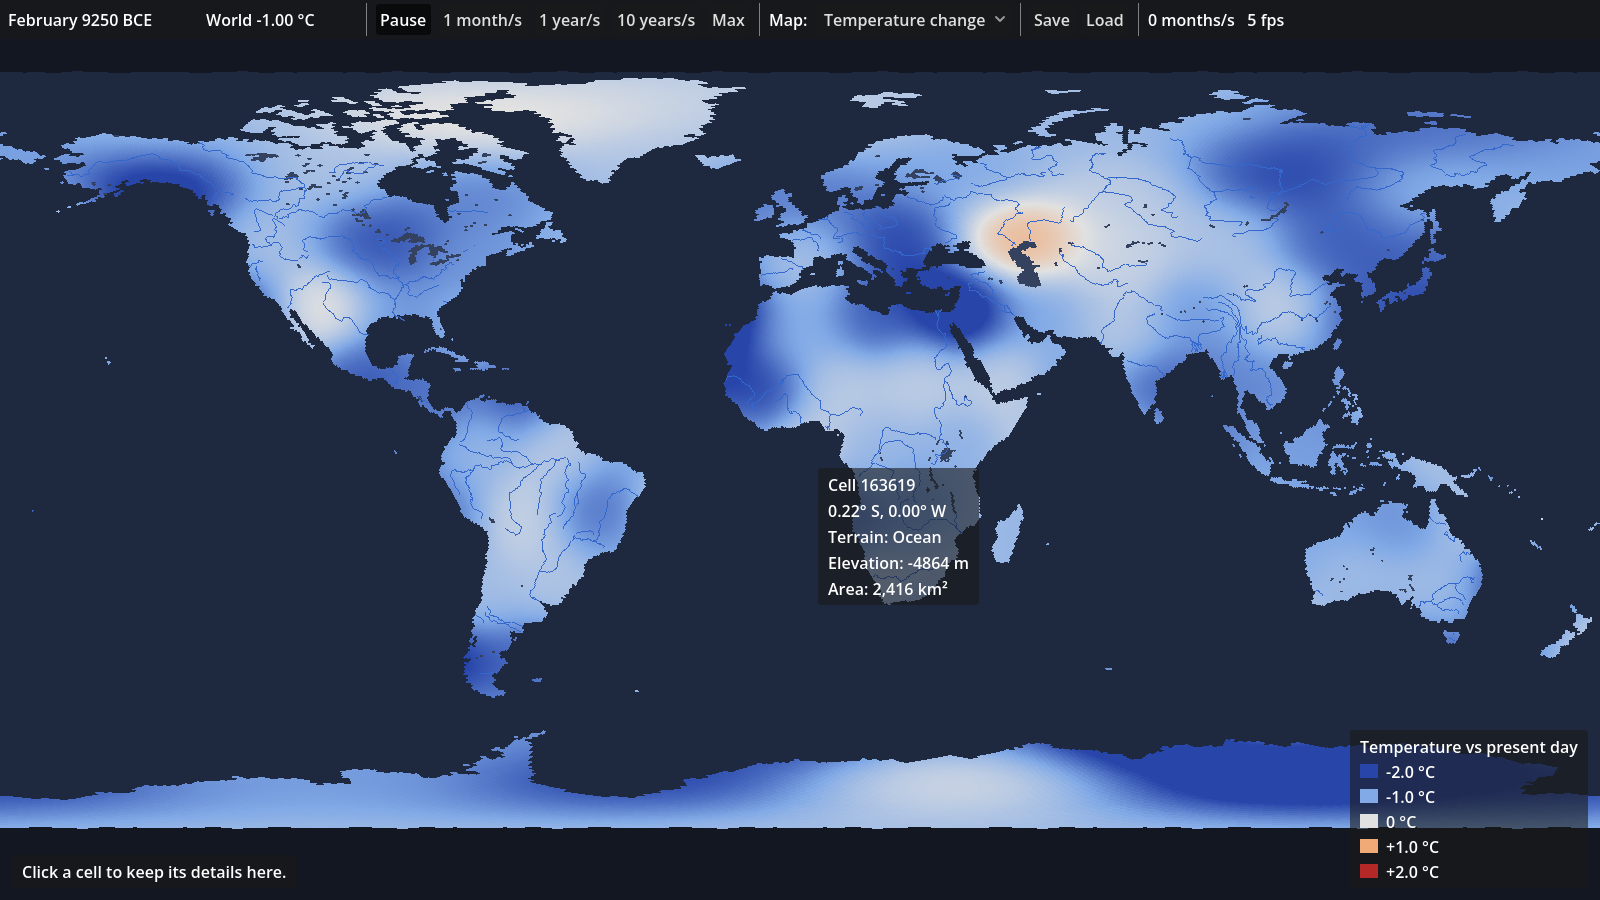 February 9250 BCE World -1.00 °C Pause 1 month/s 1 year/s 10 years/s Max Map: Temperature change Save Load 0 months/s 5 fps
Cell 163619
0.22° S, 0.00° W
Terrain: Ocean
Elevation: -4864 m
Area: 2,416 km²
Temperature vs present day
-2.0 °C
-1.0 °C
0 °C
+1.0 °C
+2.0 °C
Click a cell to keep its details here.